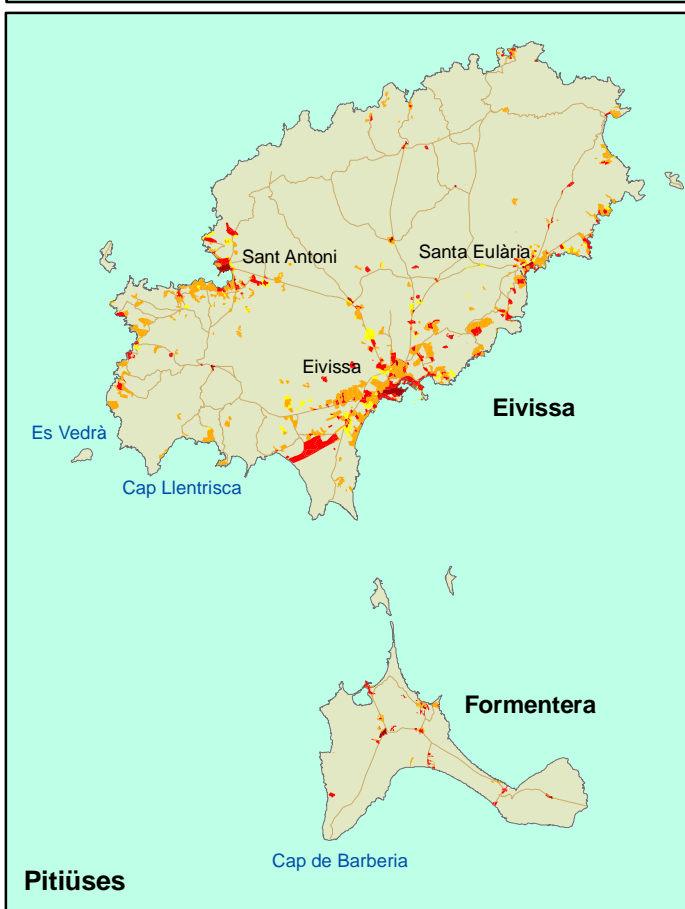 Sant Antoni
Santa Eulària
Eivissa
Eivissa
Es Vedrà
Cap Llentrisca
Formentera
Cap de Barberia
Pitiüses